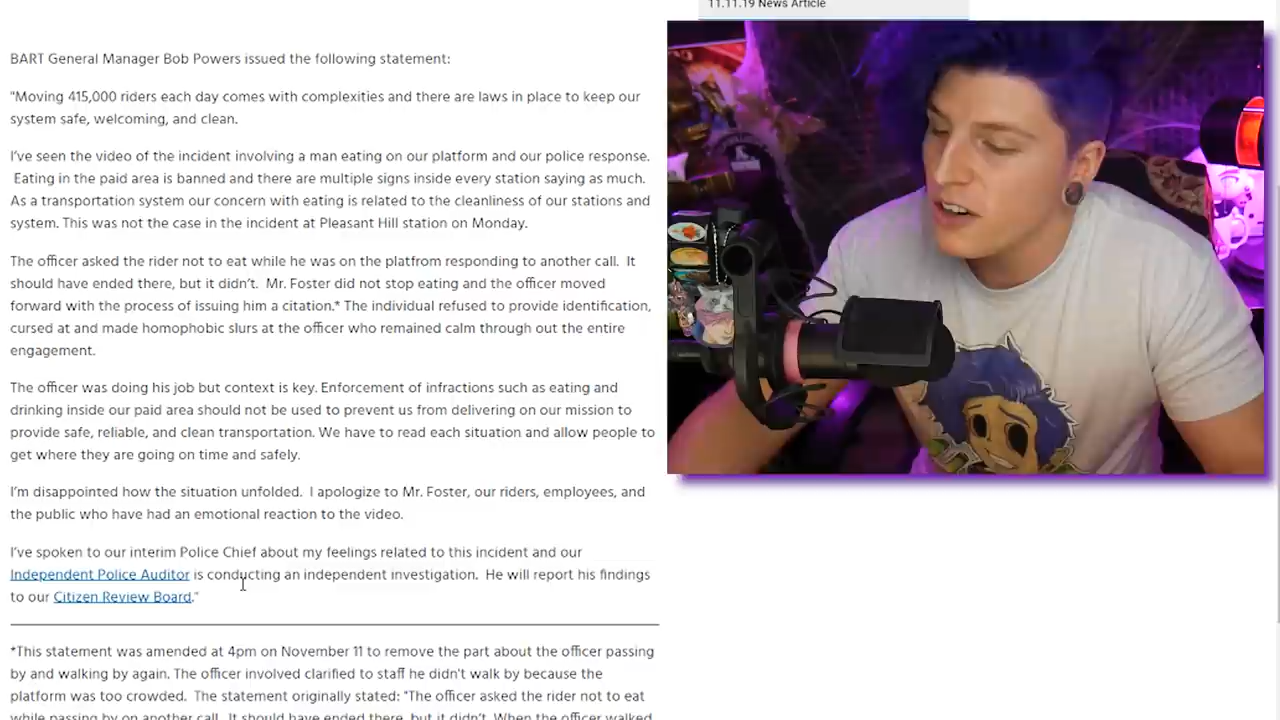 11.11.19 News Article
BART General Manager Bob Powers issued the following statement:
"Moving 415,000 riders each day comes with complexities and there are laws in place to keep our
system safe, welcoming, and clean.
I've seen the video of the incident involving a man eating on our platform and our police response.
Eating in the paid area is banned and there are multiple signs inside every station saying as much.
As a transportation system our concern with eating is related to the cleanliness of our stations and
system. This was not the case in the incident at Pleasant Hill station on Monday.
The officer asked the rider not to eat while he was on the platfrom responding to another call. It
should have ended there, but it didn't. Mr. Foster did not stop eating and the officer moved
forward with the process of issuing him a citation.* The individual refused to provide identification,
cursed at and made homophobic slurs at the officer who remained calm through out the entire
engagement.
The officer was doing his job but context is key. Enforcement of infractions such as eating and
drinking inside our paid area should not be used to prevent us from delivering on our mission to
provide safe, reliable, and clean transportation. We have to read each situation and allow people to
get where they are going on time and safely.
I'm disappointed how the situation unfolded. I apologize to Mr. Foster, our riders, employees, and
the public who have had an emotional reaction to the video.
I've spoken to our interim Police Chief about my feelings related to this incident and our
Independent Police Auditor is conducting an independent investigation. He will report his findings
to our Citizen Review Board."
*This statement was amended at 4pm on November 11 to remove the part about the officer passing
by and walking by again. The officer involved clarified to staff he didn't walk by because the
platform was too crowded. The statement originally stated: "The officer asked the rider not to eat
while passing by on another call. It should have ended there, but it didn't. When the officer walked